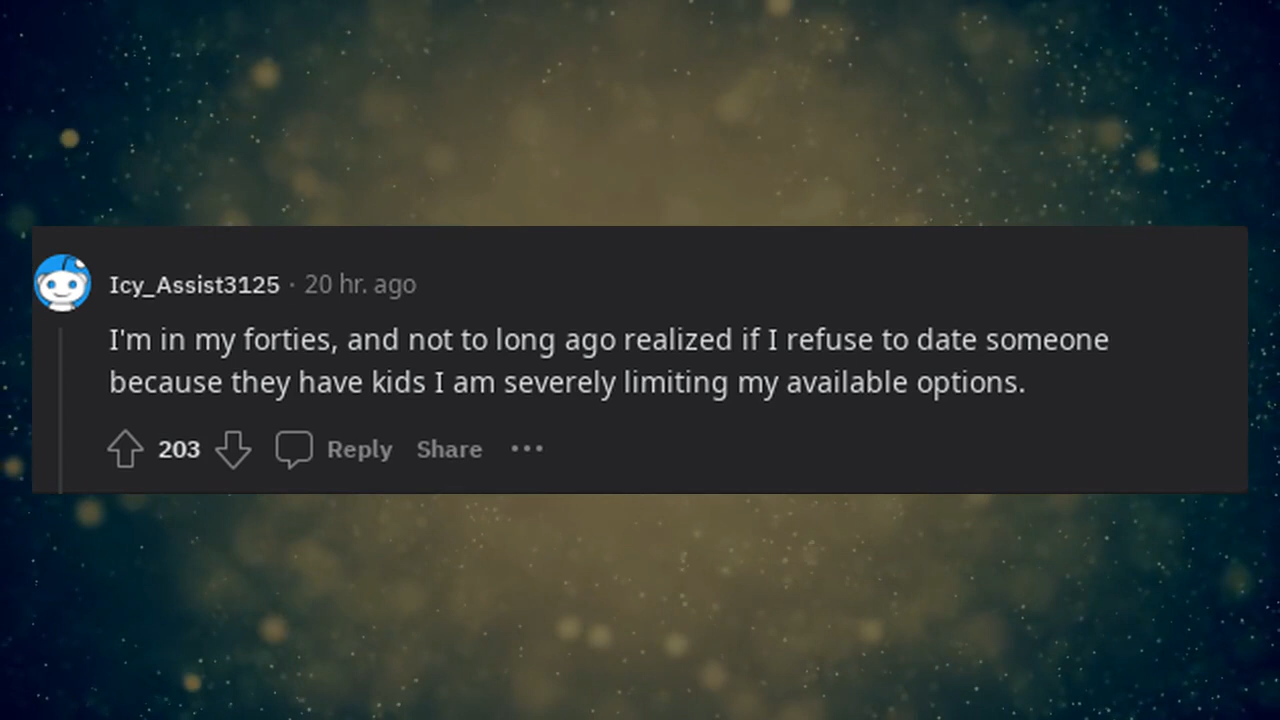 Icy_Assist3125 · 20 hr. ago
I'm in my forties, and not to long ago realized if I refuse to date someone
because they have kids I am severely limiting my available options.
203 Reply Share •••